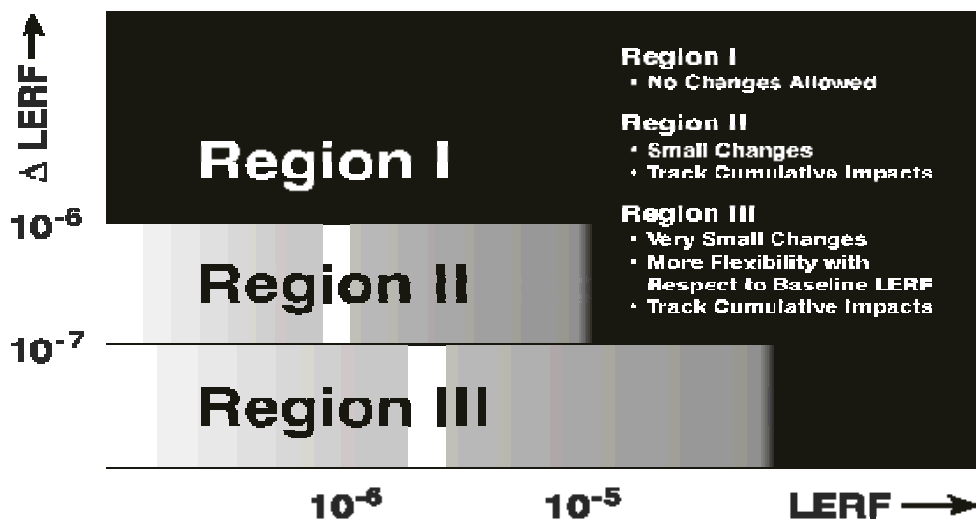 Δ LERF→
Region I
• No Changes Allowed
Region II
• Small Changes
• Track Cumulative Impacts
Region III
• Very Small Changes
• More Flexibility with
Respect to Baseline LERF
• Track Cumulative Impacts
Region I
10⁻⁶
Region II
10⁻⁷
Region III
10⁻⁶ 10⁻⁵ LERF→